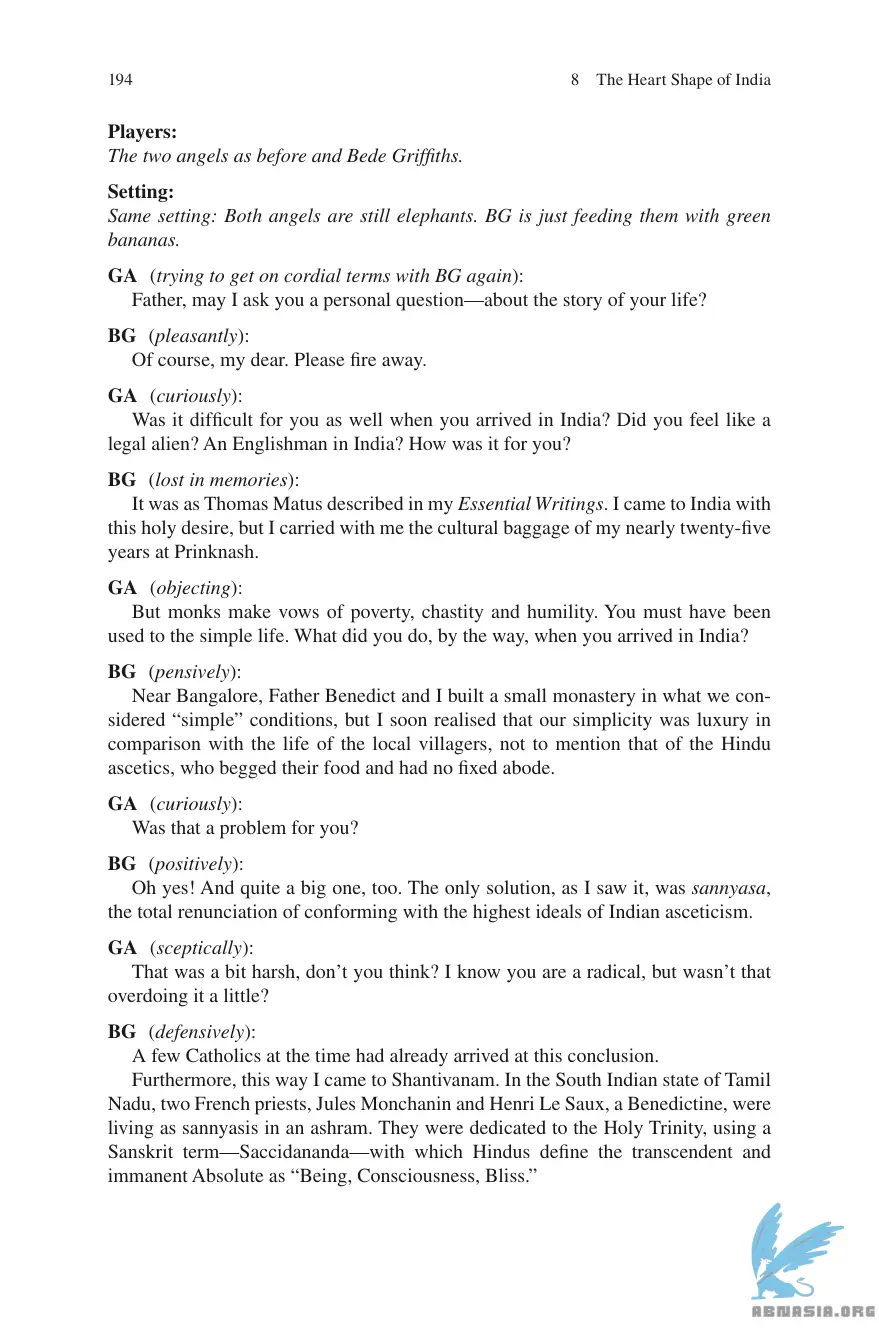 194
8 The Heart Shape of India
Players:
The two angels as before and Bede Griffiths.
Setting:
Same setting: Both angels are still elephants. BG is just feeding them with green
bananas.
GA (trying to get on cordial terms with BG again):
Father, may I ask you a personal question—about the story of your life?
BG (pleasantly):
Of course, my dear. Please fire away.
GA (curiously):
Was it difficult for you as well when you arrived in India? Did you feel like a
legal alien? An Englishman in India? How was it for you?
BG (lost in memories):
It was as Thomas Matus described in my Essential Writings. I came to India with
this holy desire, but I carried with me the cultural baggage of my nearly twenty-five
years at Prinknash.
GA (objecting):
But monks make vows of poverty, chastity and humility. You must have been
used to the simple life. What did you do, by the way, when you arrived in India?
BG (pensively):
Near Bangalore, Father Benedict and I built a small monastery in what we con-
sidered “simple” conditions, but I soon realised that our simplicity was luxury in
comparison with the life of the local villagers, not to mention that of the Hindu
ascetics, who begged their food and had no fixed abode.
GA (curiously):
Was that a problem for you?
BG (positively):
Oh yes! And quite a big one, too. The only solution, as I saw it, was sannyasa,
the total renunciation of conforming with the highest ideals of Indian asceticism.
GA (sceptically):
That was a bit harsh, don’t you think? I know you are a radical, but wasn’t that
overdoing it a little?
BG (defensively):
A few Catholics at the time had already arrived at this conclusion.
Furthermore, this way I came to Shantivanam. In the South Indian state of Tamil
Nadu, two French priests, Jules Monchanin and Henri Le Saux, a Benedictine, were
living as sannyasis in an ashram. They were dedicated to the Holy Trinity, using a
Sanskrit term—Saccidananda—with which Hindus define the transcendent and
immanent Absolute as “Being, Consciousness, Bliss.”
ABNASIA.ORG